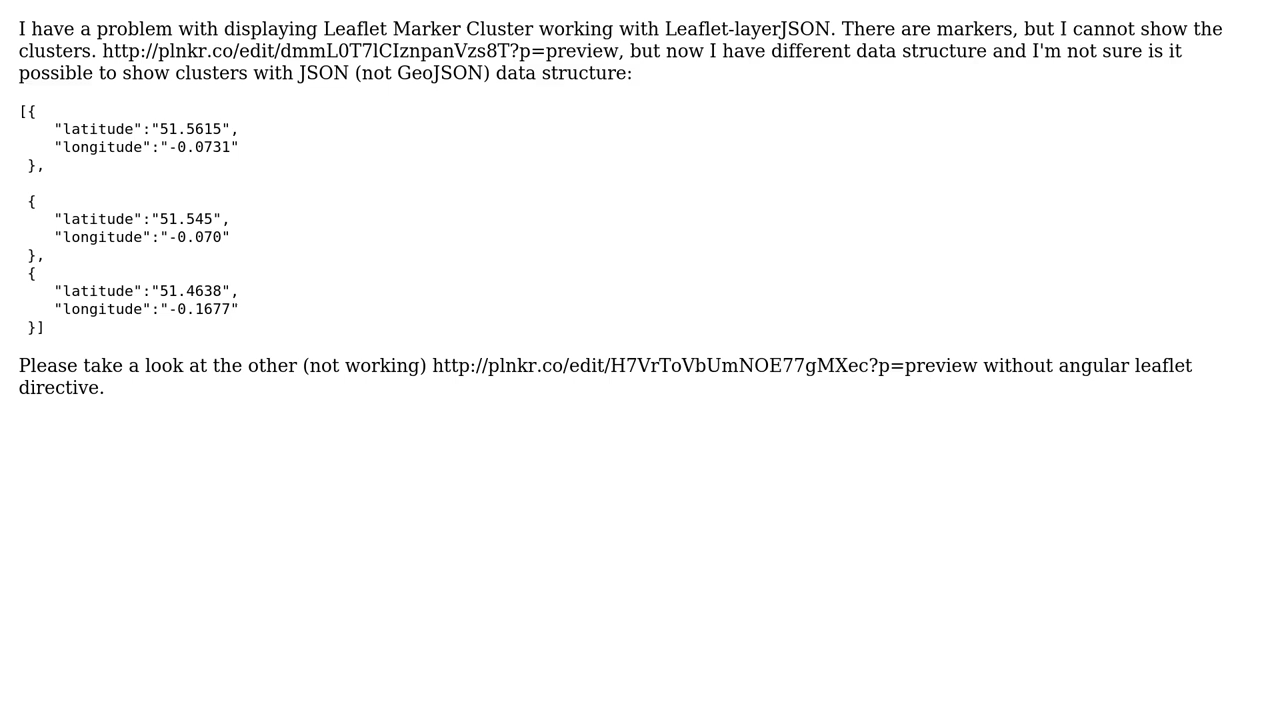 I have a problem with displaying Leaflet Marker Cluster working with Leaflet-layerJSON. There are markers, but I cannot show the
clusters. http://plnkr.co/edit/dmmL0T7lCIznpanVzs8T?p=preview, but now I have different data structure and I'm not sure is it
possible to show clusters with JSON (not GeoJSON) data structure:
[{
    "latitude":"51.5615",
    "longitude":"-0.0731"
 },
 {
    "latitude":"51.545",
    "longitude":"-0.070"
 },
 {
    "latitude":"51.4638",
    "longitude":"-0.1677"
 }]
Please take a look at the other (not working) http://plnkr.co/edit/H7VrToVbUmNOE77gMXec?p=preview without angular leaflet
directive.